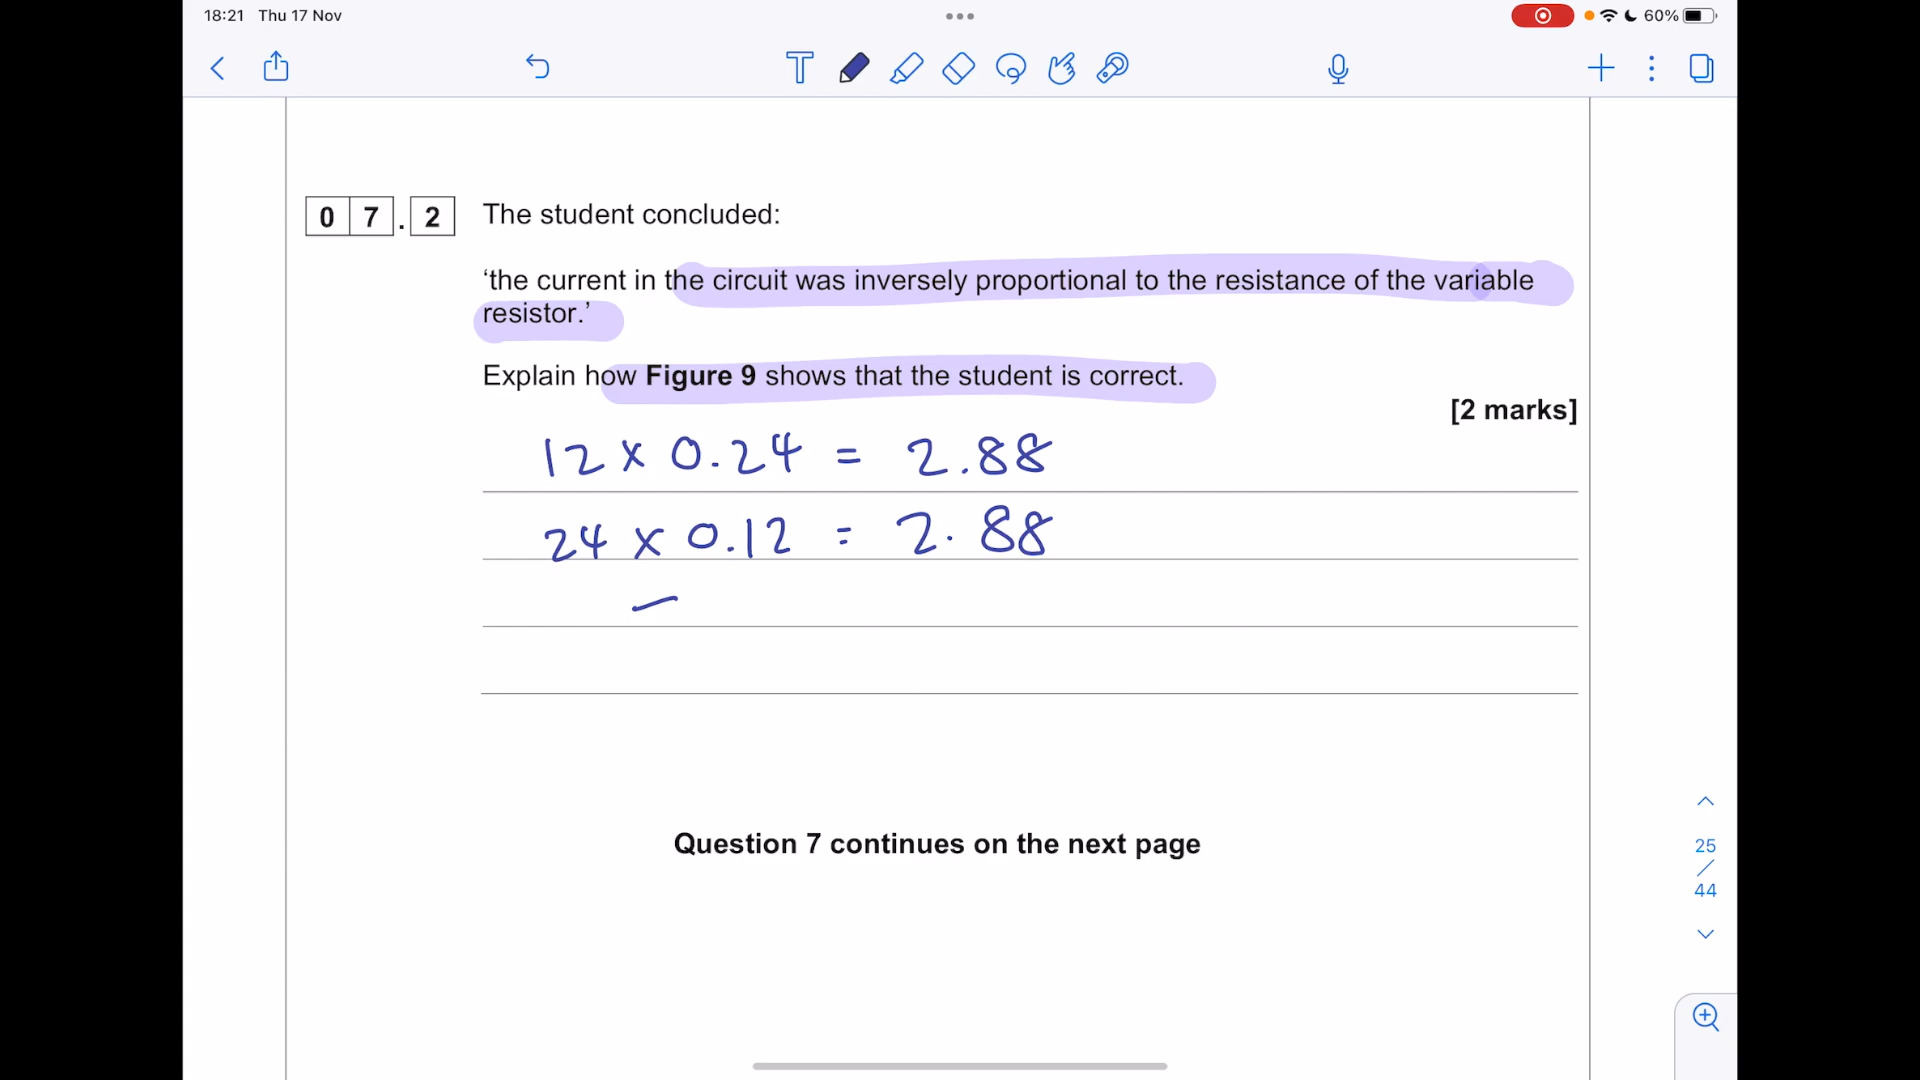 18:21 Thu 17 Nov
60%
T
07.2 The student concluded:
‘the current in the circuit was inversely proportional to the resistance of the variable
resistor.’
Explain how Figure 9 shows that the student is correct.
[2 marks]
12 x 0.24 = 2.88
24 x 0.12 = 2.88
Question 7 continues on the next page
25
/
44